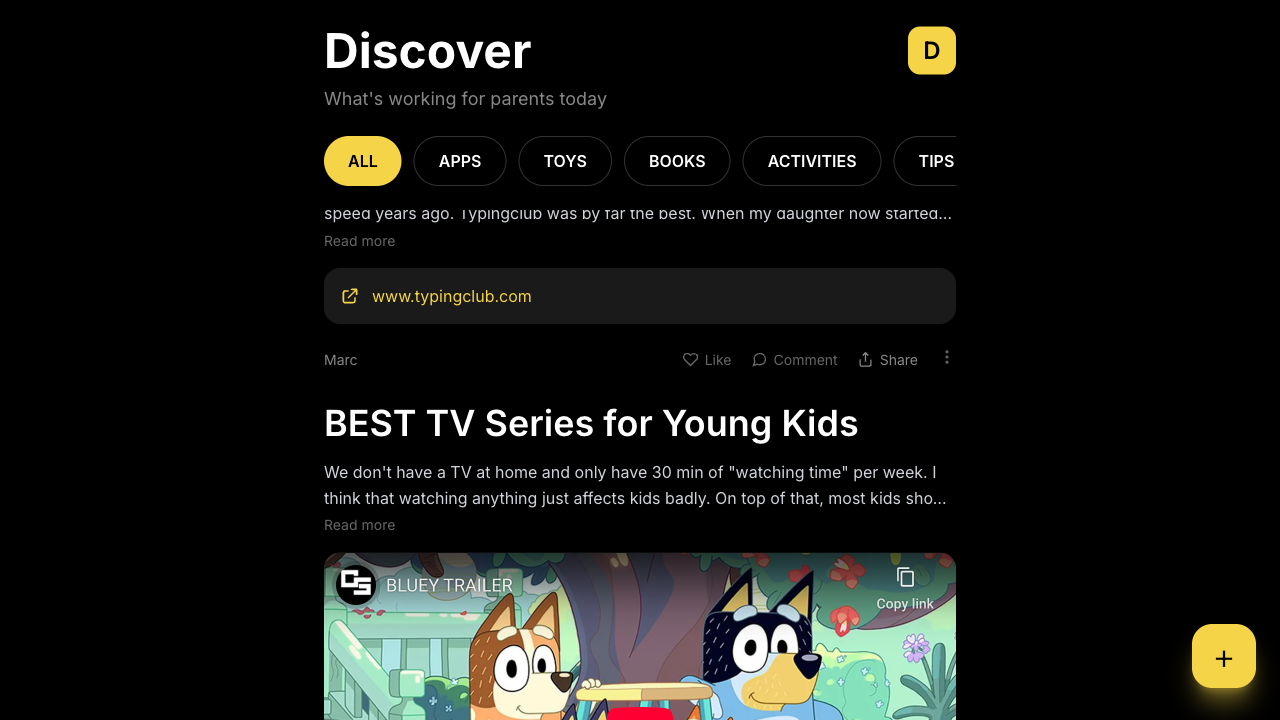 Discover
D
What's working for parents today
ALL
APPS
TOYS
BOOKS
ACTIVITIES
TIPS
speed years ago. Typingclub was by far the best. When my daughter now started...
Read more
www.typingclub.com
Marc
Like
Comment
Share
BEST TV Series for Young Kids
We don't have a TV at home and only have 30 min of "watching time" per week. I
think that watching anything just affects kids badly. On top of that, most kids sho...
Read more
BLUEY TRAILER
Copy link
+